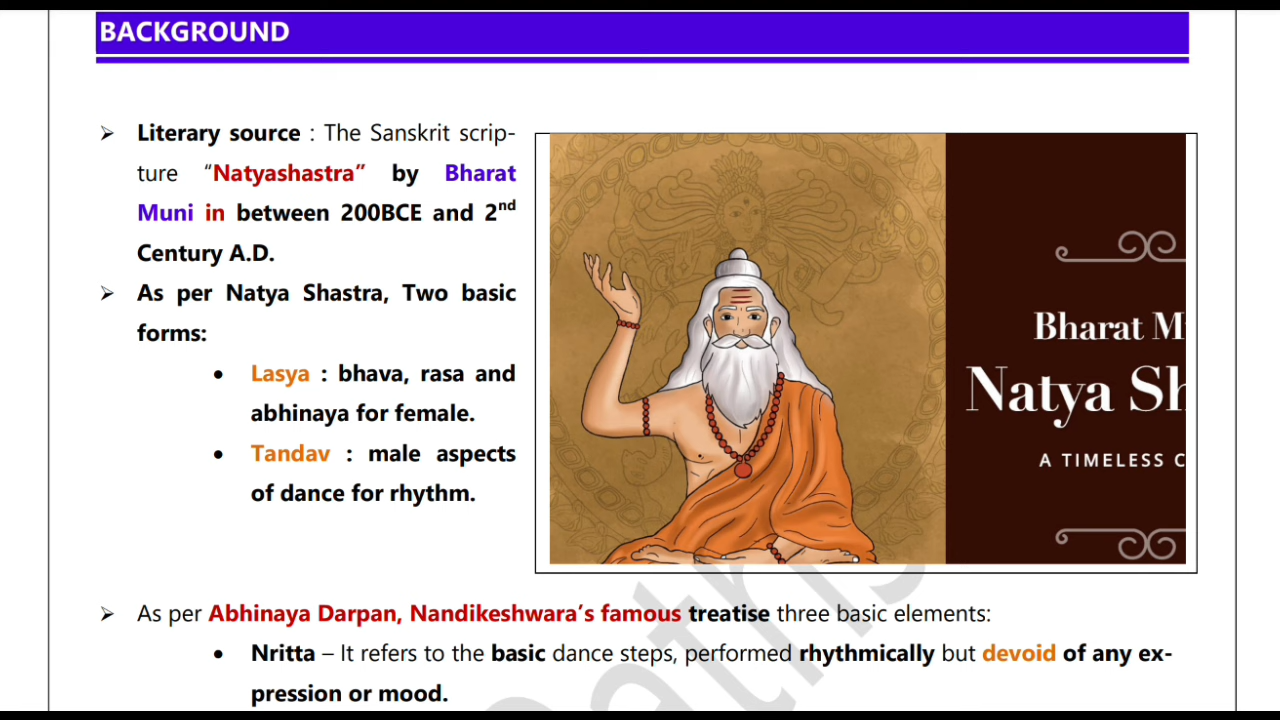 BACKGROUND
➢ Literary source : The Sanskrit scrip-
ture “Natyashastra” by Bharat
Muni in between 200BCE and 2nd
Century A.D.
➢ As per Natya Shastra, Two basic
forms:
• Lasya : bhava, rasa and
abhinaya for female.
• Tandav : male aspects
of dance for rhythm.
Bharat M
Natya Sh
A TIMELESS C
➢ As per Abhinaya Darpan, Nandikeshwara’s famous treatise three basic elements:
• Nritta – It refers to the basic dance steps, performed rhythmically but devoid of any ex-
pression or mood.